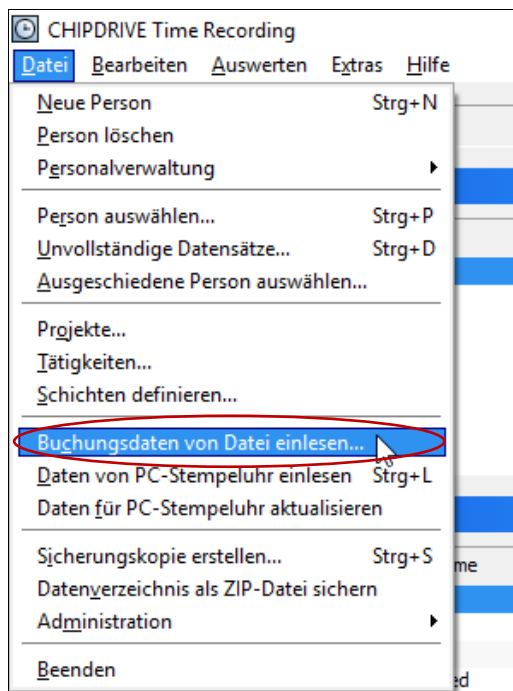 CHIPDRIVE Time Recording
Datei Bearbeiten Auswerten Extras Hilfe
Neue Person Strg+N
Person löschen
Personalverwaltung
Person auswählen... Strg+P
Unvollständige Datensätze... Strg+D
Ausgeschiedene Person auswählen...
Projekte...
Tätigkeiten...
Schichten definieren...
Buchungsdaten von Datei einlesen...
Daten von PC-Stempeluhr einlesen Strg+L
Daten für PC-Stempeluhr aktualisieren
Sicherungskopie erstellen... Strg+S
me
Datenverzeichnis als ZIP-Datei sichern
Administration
Beenden
ed